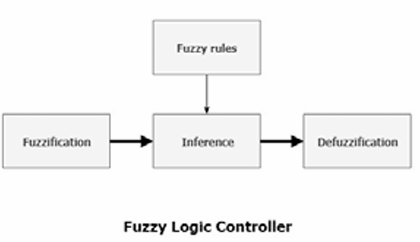 Fuzzy rules
Fuzzification
Inference
Defuzzification
Fuzzy Logic Controller